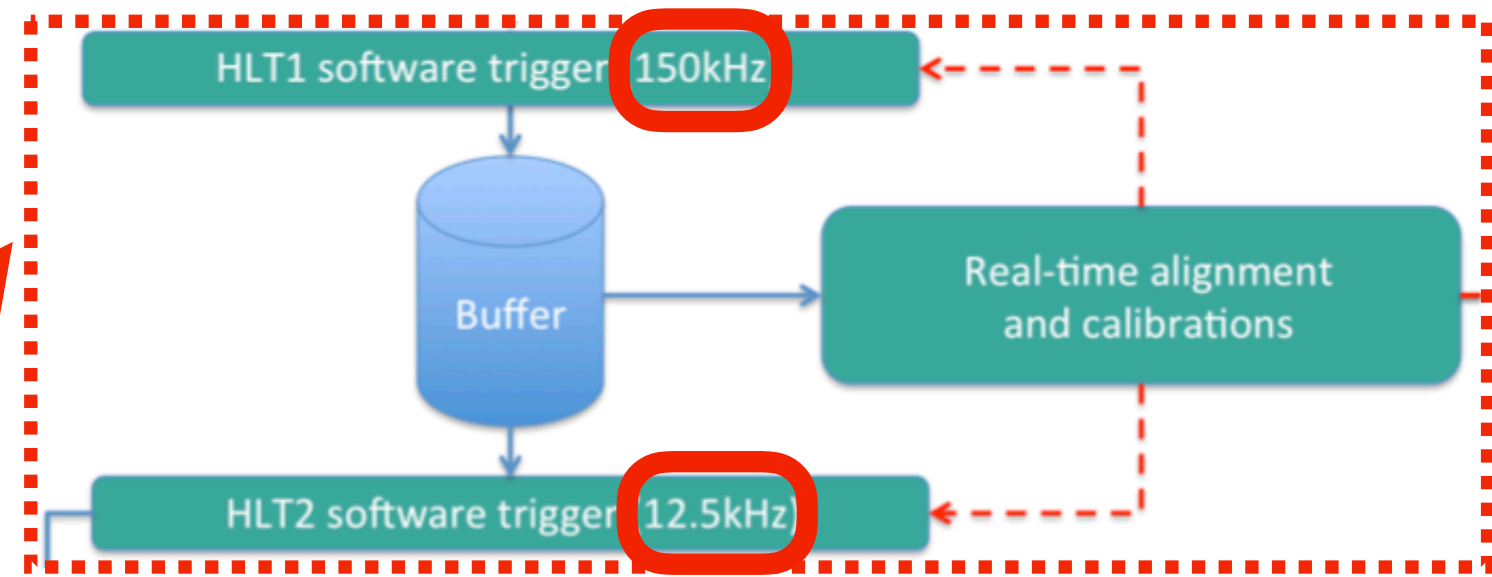 HLT1 software trigger 150kHz
Buffer
Real-time alignment
and calibrations
HLT2 software trigger 12.5kHz)